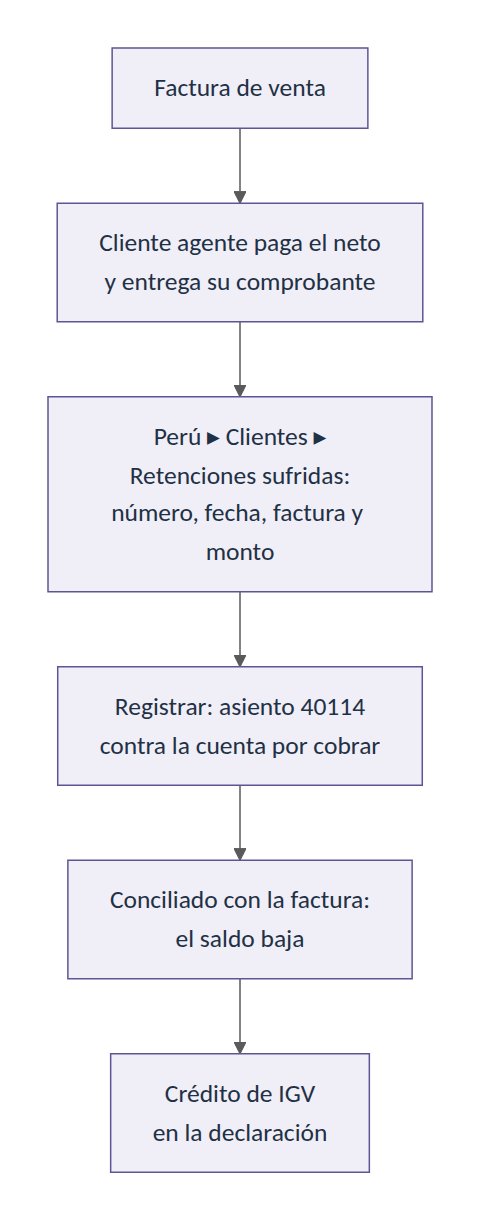 Factura de venta
Cliente agente paga el neto
y entrega su comprobante
Perú ▸ Clientes ▸
Retenciones sufridas:
número, fecha, factura y
monto
Registrar: asiento 40114
contra la cuenta por cobrar
Conciliado con la factura:
el saldo baja
Crédito de IGV
en la declaración